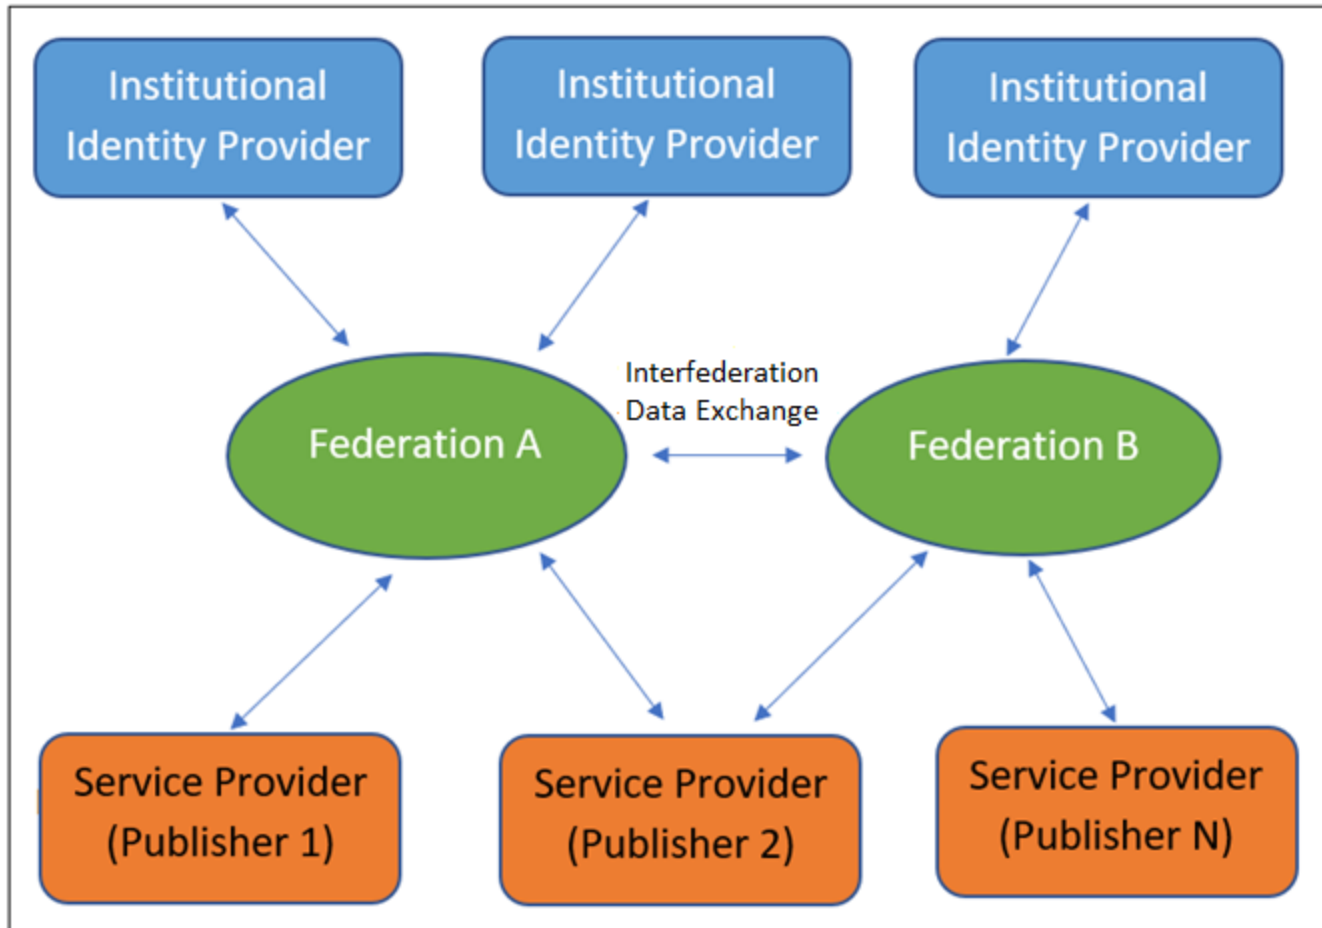 Institutional
Identity Provider
Institutional
Identity Provider
Institutional
Identity Provider
Interfederation
Data Exchange
Federation A
Federation B
Service Provider
(Publisher 1)
Service Provider
(Publisher 2)
Service Provider
(Publisher N)